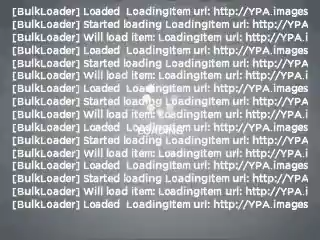 [BulkLoader] Loaded LoadingItem url: http://YPA.images
[BulkLoader] Started loading LoadingItem url: http://YPA
[BulkLoader] Will load item: LoadingItem url: http://YPA.i
[BulkLoader] Loaded LoadingItem url: http://YPA.images
[BulkLoader] Started loading LoadingItem url: http://YPA
[BulkLoader] Will load item: LoadingItem url: http://YPA.i
[BulkLoader] Loaded LoadingItem url: http://YPA.images
[BulkLoader] Started loading LoadingItem url: http://YPA
[BulkLoader] Will load item: LoadingItem url: http://YPA.i
[BulkLoader] Loaded LoadingItem url: http://YPA.images
LOADING
[BulkLoader] Started loading LoadingItem url: http://YPA
[BulkLoader] Will load item: LoadingItem url: http://YPA.i
[BulkLoader] Loaded LoadingItem url: http://YPA.images
[BulkLoader] Started loading LoadingItem url: http://YPA
[BulkLoader] Will load item: LoadingItem url: http://YPA.i
[BulkLoader] Loaded LoadingItem url: http://YPA.images